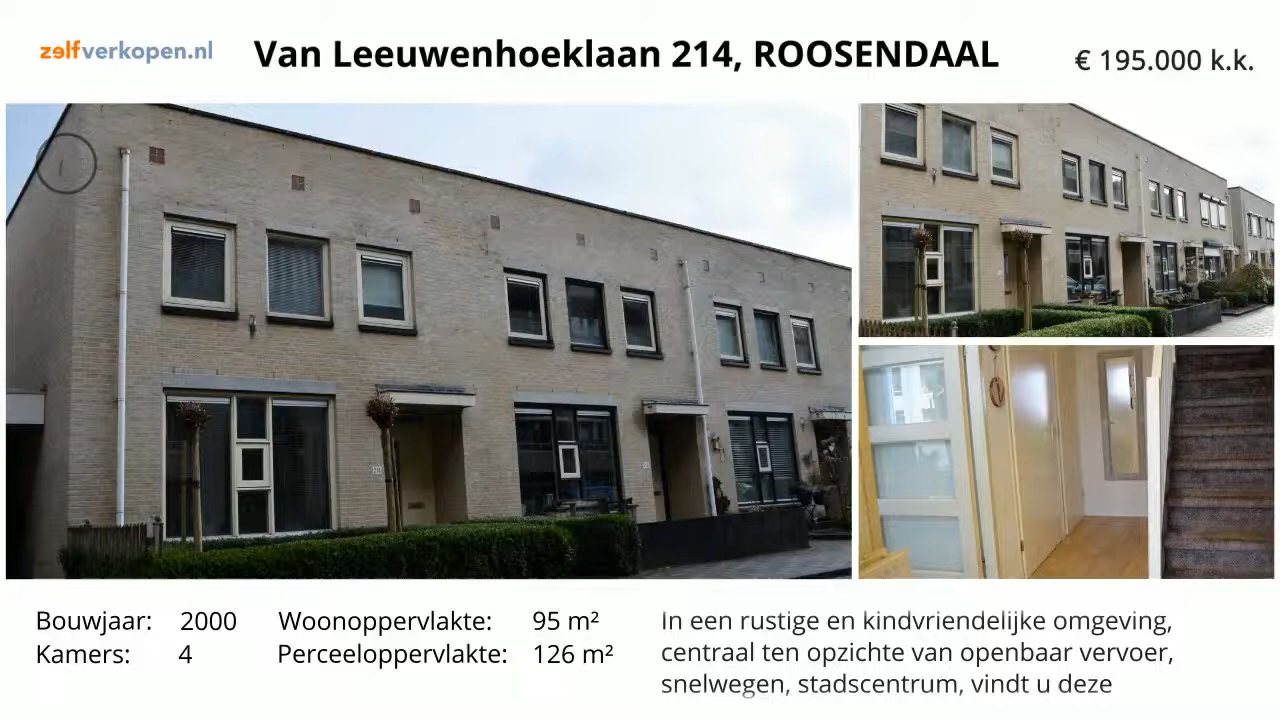 zelfverkopen.nl
Van Leeuwenhoeklaan 214, ROOSENDAAL
€ 195.000 k.k.
Bouwjaar: 2000
Kamers: 4
Woonoppervlakte: 95 m²
Perceeloppervlakte: 126 m²
In een rustige en kindvriendelijke omgeving,
centraal ten opzichte van openbaar vervoer,
snelwegen, stadscentrum, vindt u deze